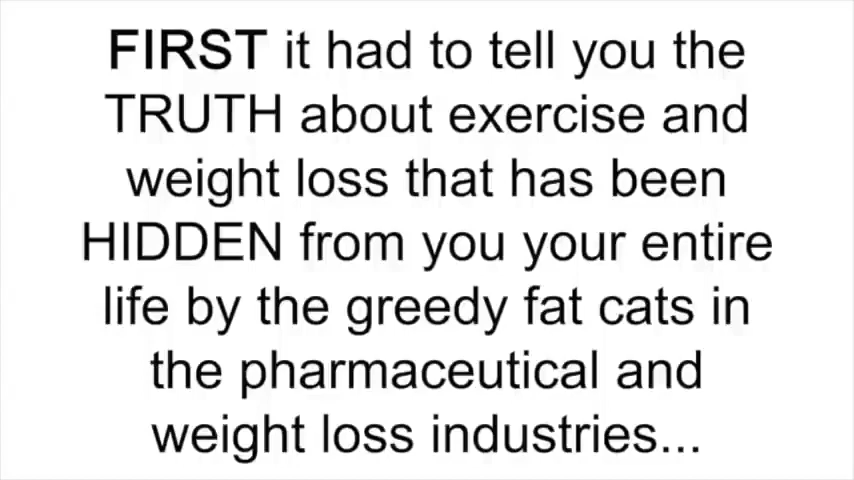 FIRST it had to tell you the
TRUTH about exercise and
weight loss that has been
HIDDEN from you your entire
life by the greedy fat cats in
the pharmaceutical and
weight loss industries...